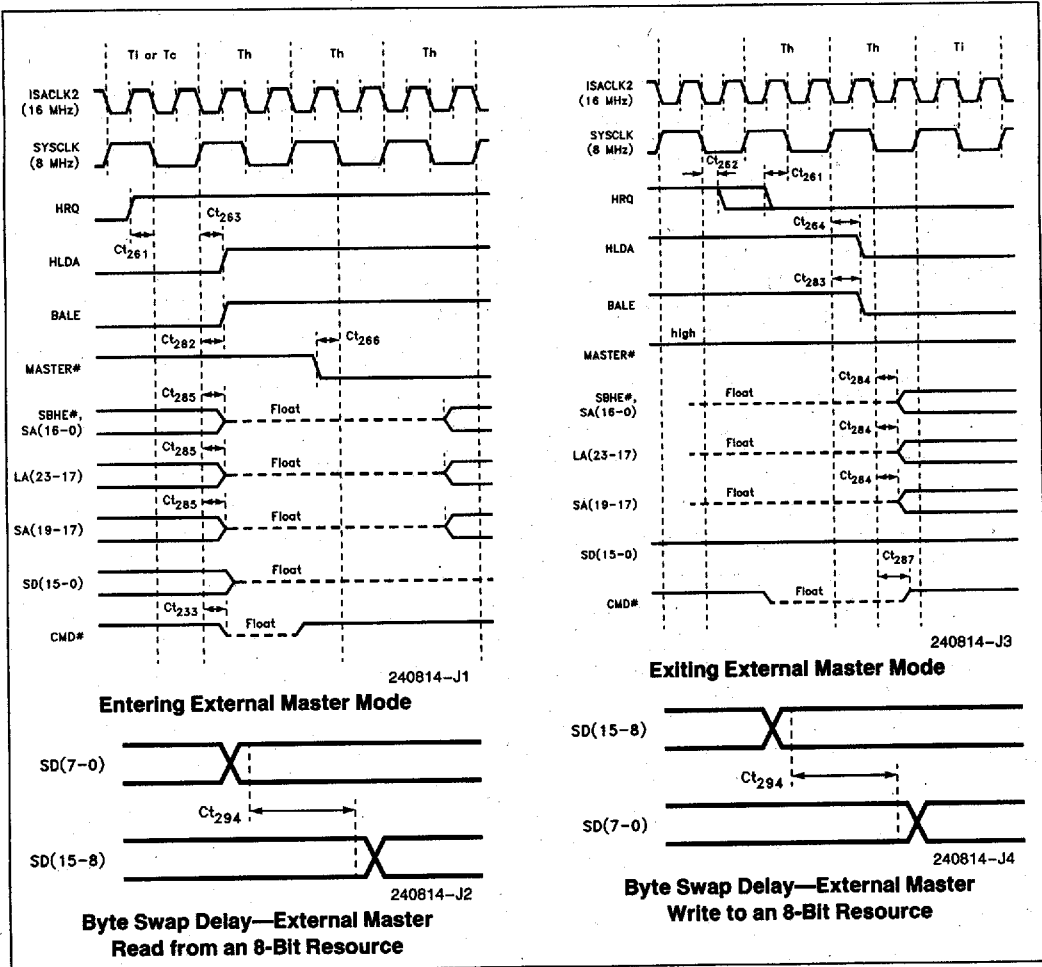 Ti or Tc Th Th Th
ISACLK2
(16 MHz)
SYSCLK
(8 MHz)
HRQ
Ct263
Ct261
HLDA
BALE
Ct282
Ct266
MASTER#
Ct285
SBHE#,
SA(16-0)
Float
Ct285
LA(23-17)
Float
Ct285
SA(19-17)
Float
SD(15-0)
Float
Ct233
CMD#
Float
240814-J1
Entering External Master Mode
SD(7-0)
Ct294
SD(15-8)
240814-J2
Byte Swap Delay—External Master
Read from an 8-Bit Resource
Th Th Ti
ISACLK2
(16 MHz)
SYSCLK
(8 MHz)
Ct262
Ct261
HRQ
Ct264
HLDA
Ct283
BALE
high
MASTER#
Ct284
SBHE#,
SA(16-0)
Float
Ct284
LA(23-17)
Float
Ct284
SA(19-17)
Float
SD(15-0)
Ct287
CMD#
Float
240814-J3
Exiting External Master Mode
SD(15-8)
Ct294
SD(7-0)
240814-J4
Byte Swap Delay—External Master
Write to an 8-Bit Resource